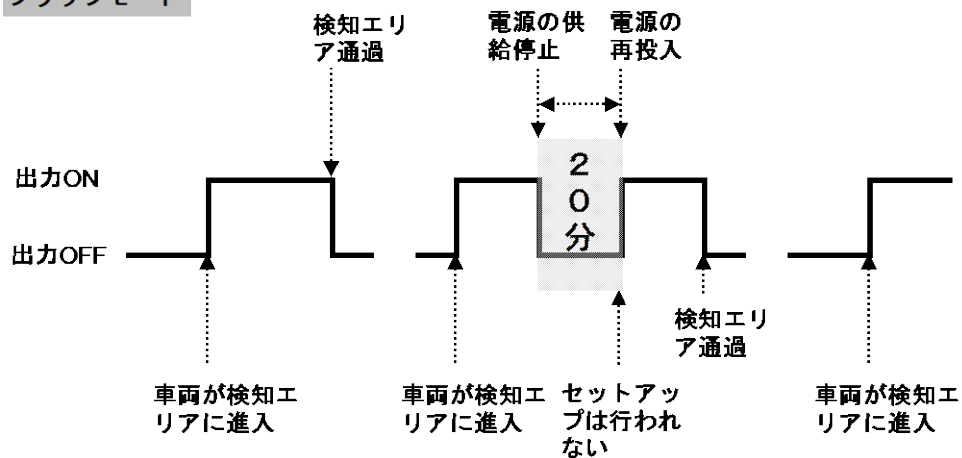 検知エリ
ア通過
電源の供
給停止
電源の
再投入
出力ON
２０分
出力OFF
検知エリ
ア通過
車両が検知エ
リアに進入
車両が検知エ
リアに進入
セットアッ
プは行われ
ない
車両が検知エ
リアに進入